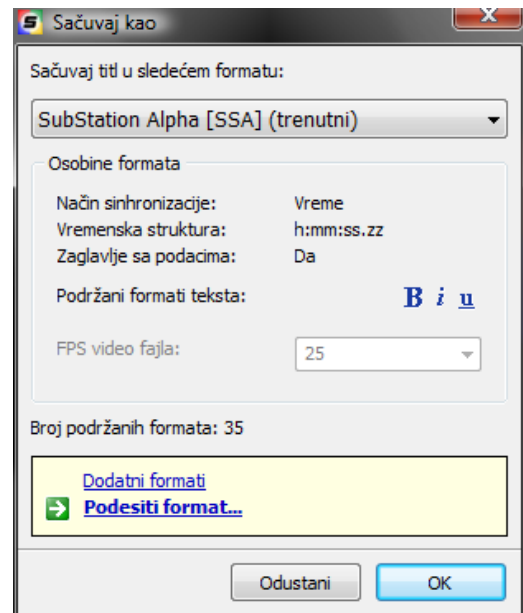 Sačuvaj kao
Sačuvaj titl u sledećem formatu:
SubStation Alpha [SSA] (trenutni)
Osobine formata
Način sinhronizacije: Vreme
Vremenska struktura: h:mm:ss.zz
Zaglavlje sa podacima: Da
Podržani formati teksta: B i u
FPS video fajla: 25
Broj podržanih formata: 35
Dodatni formati
Podesiti format...
Odustani OK